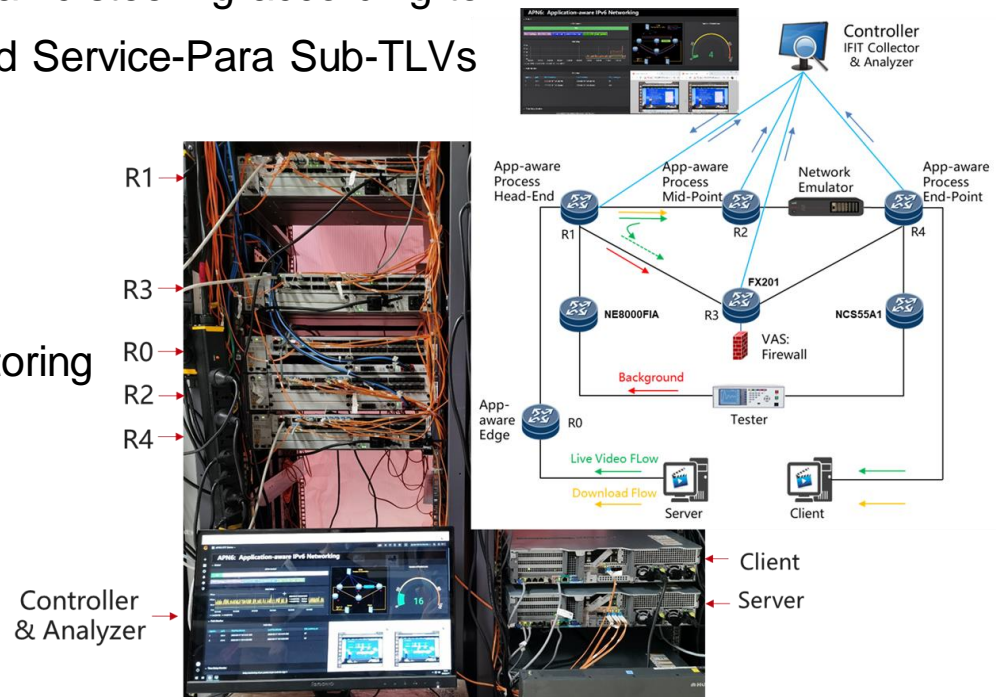 d Service-Para Sub-TLVs
APN6: Application-aware IPv6 Networking
4
Controller
IFIT Collector
& Analyzer
App-aware
Process
Head-End
App-aware
Process
Mid-Point
Network
Emulator
App-aware
Process
End-Point
R1
R2
R4
FX201
R3
NE8000FIA
NCS55A1
VAS:
Firewall
Background
Tester
App-
aware
Edge
R0
Live Video FLow
Download Flow
Server
Client
R1
R3
toring
R0
R2
R4
Controller
& Analyzer
APN6: Application-aware IPv6 Networking
16
Client
Server